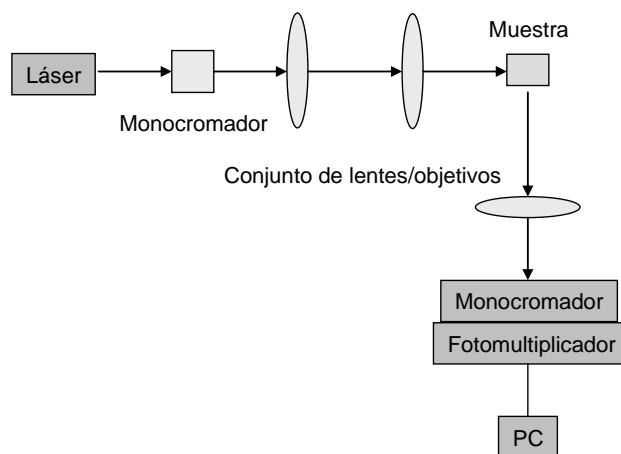 Muestra
Láser
Monocromador
Conjunto de lentes/objetivos
Monocromador
Fotomultiplicador
PC